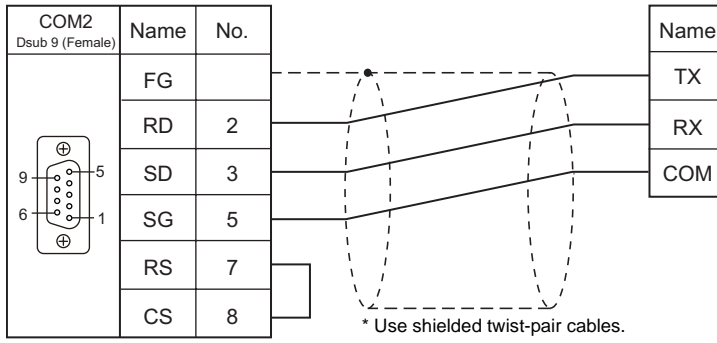 COM2
Dsub 9 (Female)
Name No.
FG
RD 2
SD 3
SG 5
RS 7
CS 8
9
5
6
1
Name
TX
RX
COM
* Use shielded twist-pair cables.